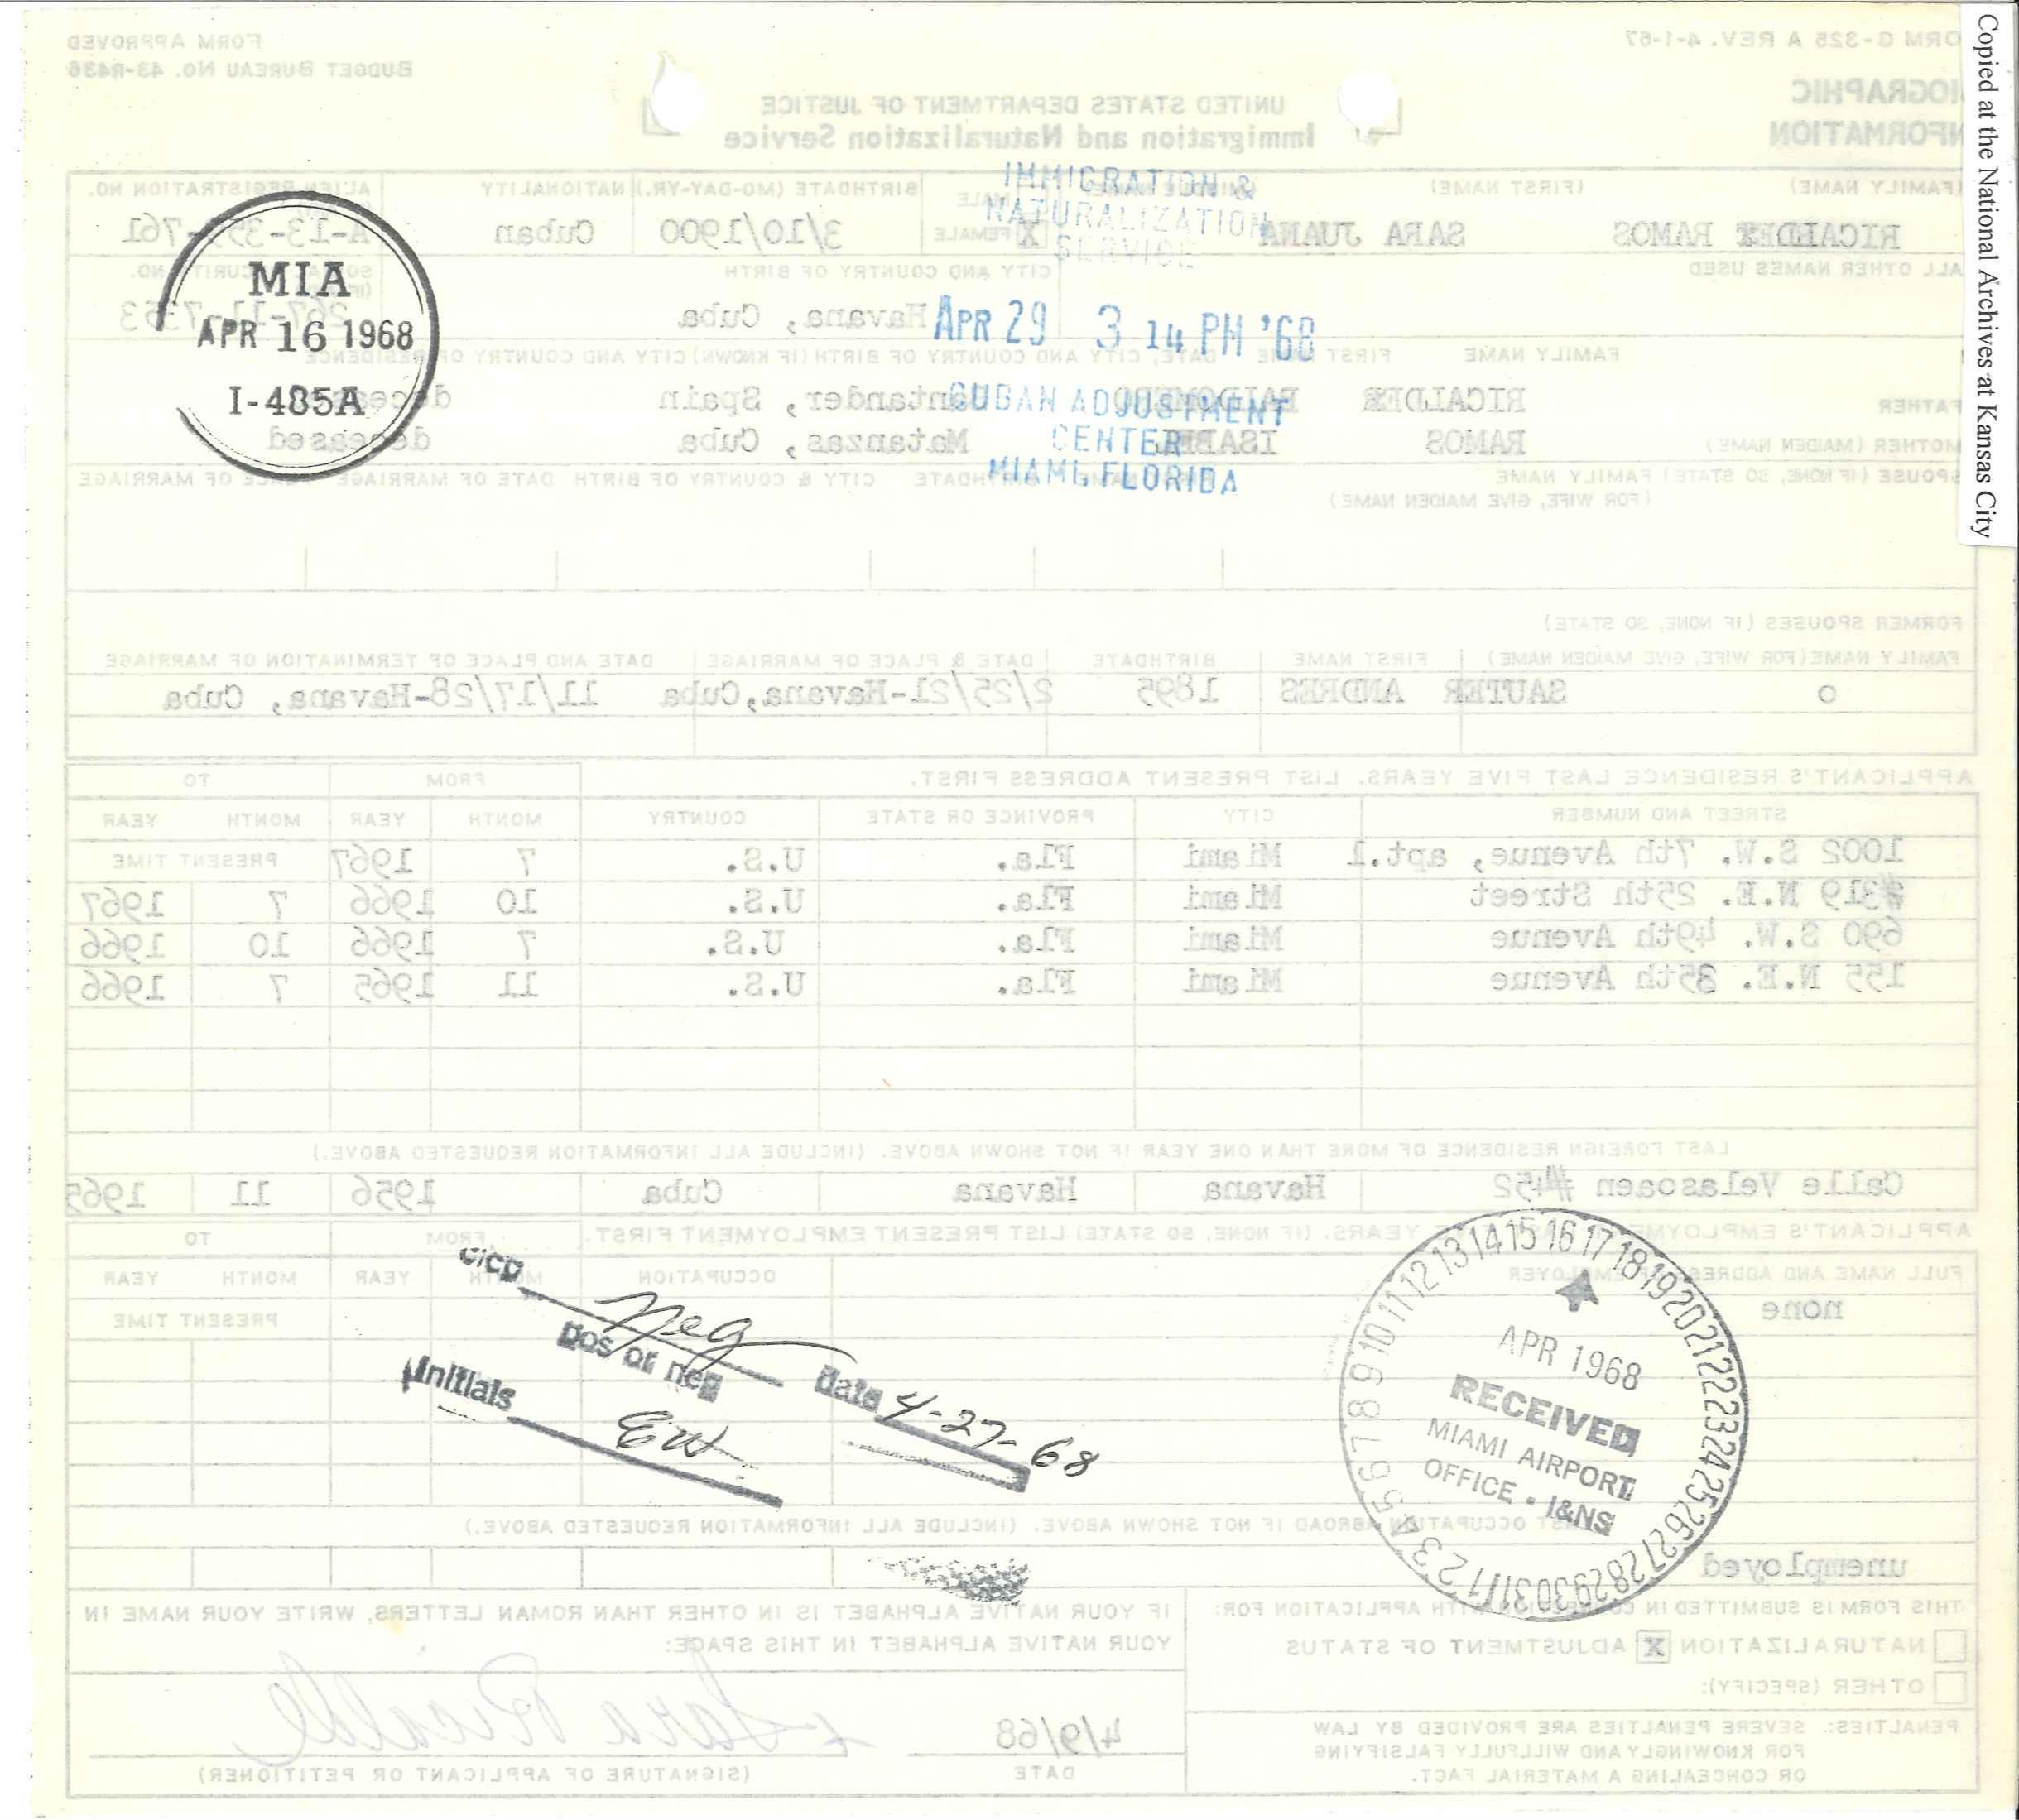 Copied at the National Archives at Kansas City
FORM APPROVED
BUDGET BUREAU NO. 43-R436
ORM G-325 A REV. 4-1-67
IOGRAPHIC
NFORMATION
UNITED STATES DEPARTMENT OF JUSTICE
Immigration and Naturalization Service
(FAMILY NAME) (FIRST NAME) (MIDDLE NAME) MALE BIRTHDATE (MO-DAY-YR.) NATIONALITY ALIEN REGISTRATION NO.
RICALDE RAMOS SARA JUANA X FEMALE 3/10/1900 Cuban A-13-35 -761
ALL OTHER NAMES USED CITY AND COUNTRY OF BIRTH SOCIAL SECURITY NO.
Havana, Cuba 267-11-7353
FAMILY NAME FIRST NAME DATE, CITY AND COUNTRY OF BIRTH (IF KNOWN) CITY AND COUNTRY OF RESIDENCE
FATHER RICALDE BALDOMERO Santander, Spain deceased
MOTHER (MAIDEN NAME) RAMOS ISABEL Matanzas, Cuba deceased
SPOUSE (IF NONE, SO STATE) FAMILY NAME FIRST NAME BIRTHDATE CITY & COUNTRY OF BIRTH DATE OF MARRIAGE PLACE OF MARRIAGE
(FOR WIFE, GIVE MAIDEN NAME)
FORMER SPOUSES (IF NONE, SO STATE)
FAMILY NAME (FOR WIFE, GIVE MAIDEN NAME) FIRST NAME BIRTHDATE DATE & PLACE OF MARRIAGE DATE AND PLACE OF TERMINATION OF MARRIAGE
o SAUTER ANDRES 1895 2/25/21-Havana,Cuba 11/17/28-Havana, Cuba
APPLICANT'S RESIDENCE LAST FIVE YEARS. LIST PRESENT ADDRESS FIRST. FROM TO
STREET AND NUMBER CITY PROVINCE OR STATE COUNTRY MONTH YEAR MONTH YEAR
1002 S.W. 7th Avenue, apt.1 Miami Fla. U.S. 7 1967 PRESENT TIME
#319 N.E. 25th Street Miami Fla. U.S. 10 1966 7 1967
690 S.W. 49th Avenue Miami Fla. U.S. 7 1966 10 1966
155 N.E. 35th Avenue Miami Fla. U.S. 11 1965 7 1966
LAST FOREIGN RESIDENCE OF MORE THAN ONE YEAR IF NOT SHOWN ABOVE. (INCLUDE ALL INFORMATION REQUESTED ABOVE.)
Calle Velasoaen #452 Havana Havana Cuba 1956 11 1965
APPLICANT'S EMPLOYMENT LAST FIVE YEARS. (IF NONE, SO STATE) LIST PRESENT EMPLOYMENT FIRST. FROM TO
FULL NAME AND ADDRESS OF EMPLOYER OCCUPATION MONTH YEAR MONTH YEAR
none PRESENT TIME
LAST OCCUPATION ABROAD IF NOT SHOWN ABOVE. (INCLUDE ALL INFORMATION REQUESTED ABOVE.)
unemployed
THIS FORM IS SUBMITTED IN CONNECTION WITH APPLICATION FOR:
NATURALIZATION X ADJUSTMENT OF STATUS
OTHER (SPECIFY):
IF YOUR NATIVE ALPHABET IS IN OTHER THAN ROMAN LETTERS, WRITE YOUR NAME IN
YOUR NATIVE ALPHABET IN THIS SPACE:
PENALTIES: SEVERE PENALTIES ARE PROVIDED BY LAW
FOR KNOWINGLY AND WILLFULLY FALSIFYING
OR CONCEALING A MATERIAL FACT.
4/9/68 Sara Ricalde
DATE (SIGNATURE OF APPLICANT OR PETITIONER)
MIA
APR 16 1968
I-485A
IMMIGRATION &
NATURALIZATION
SERVICE
APR 29 3 14 PM '68
CUBAN ADJUSTMENT
CENTER
MIAMI, FLORIDA
Neg
pos or neg
Date 4-27-68
Initials
1 2 3 4 5 6 7 8 9 10 11 12 13 14 15 16 17 18 19 20 21 22 23 24 25 26 27 28 29 30 31
APR 1968
RECEIVED
MIAMI AIRPORT
OFFICE • I&NS